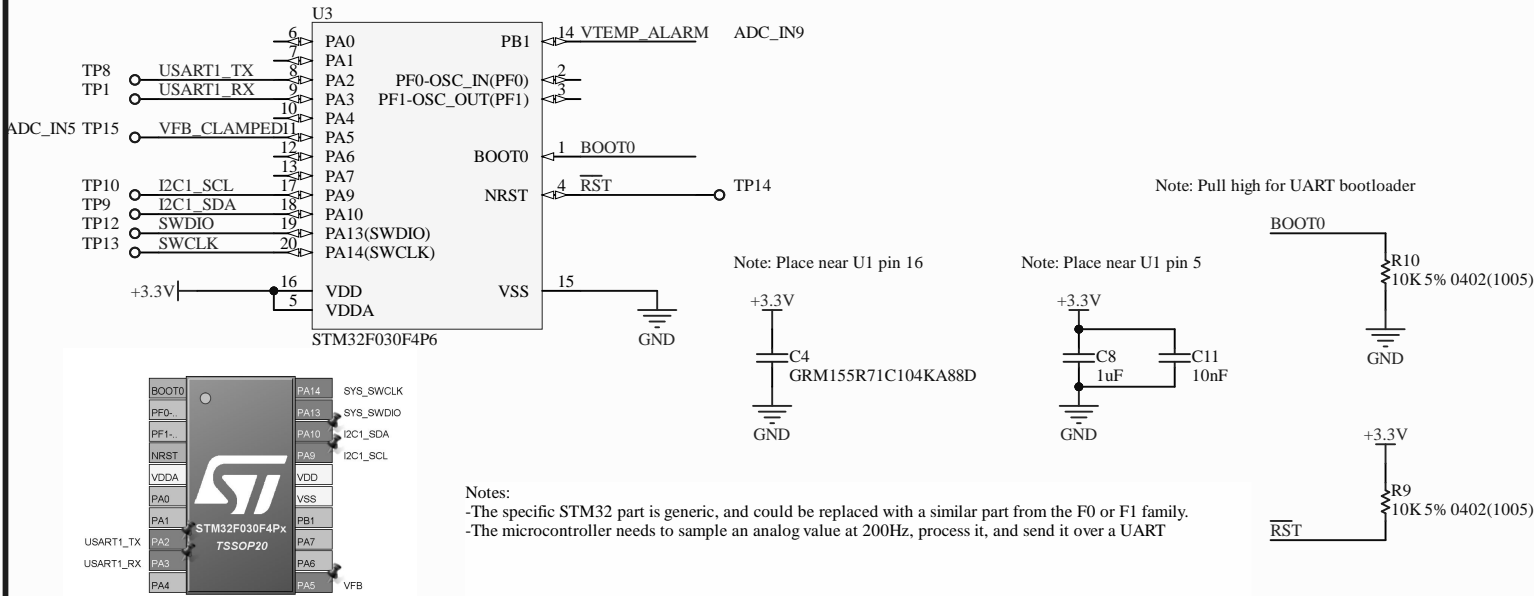 U3
6 PA0
7 PA1
TP8 USART1_TX 8 PA2
TP1 USART1_RX 9 PA3
10 PA4
ADC_IN5 TP15 VFB_CLAMPED 11 PA5
12 PA6
13 PA7
TP10 I2C1_SCL 17 PA9
TP9 I2C1_SDA 18 PA10
TP12 SWDIO 19 PA13(SWDIO)
TP13 SWCLK 20 PA14(SWCLK)
+3.3V 16 VDD
5 VDDA
PB1 14 VTEMP_ALARM ADC_IN9
PF0-OSC_IN(PF0) 2
PF1-OSC_OUT(PF1) 3
BOOT0 1 BOOT0
NRST 4 RST TP14
VSS 15
GND
STM32F030F4P6
Note: Place near U1 pin 16
+3.3V
C4
GRM155R71C104KA88D
GND
Note: Place near U1 pin 5
+3.3V
C8
1uF
C11
10nF
GND
Note: Pull high for UART bootloader
BOOT0
R10
10K 5% 0402(1005)
GND
+3.3V
R9
10K 5% 0402(1005)
RST
BOOT0
PF0-..
PF1-..
NRST
VDDA
PA0
PA1
USART1_TX PA2
USART1_RX PA3
PA4
ST
STM32F030F4Px
TSSOP20
PA14 SYS_SWCLK
PA13 SYS_SWDIO
PA10 I2C1_SDA
PA9 I2C1_SCL
VDD
VSS
PB1
PA7
PA6
PA5 VFB
Notes:
-The specific STM32 part is generic, and could be replaced with a similar part from the F0 or F1 family.
-The microcontroller needs to sample an analog value at 200Hz, process it, and send it over a UART